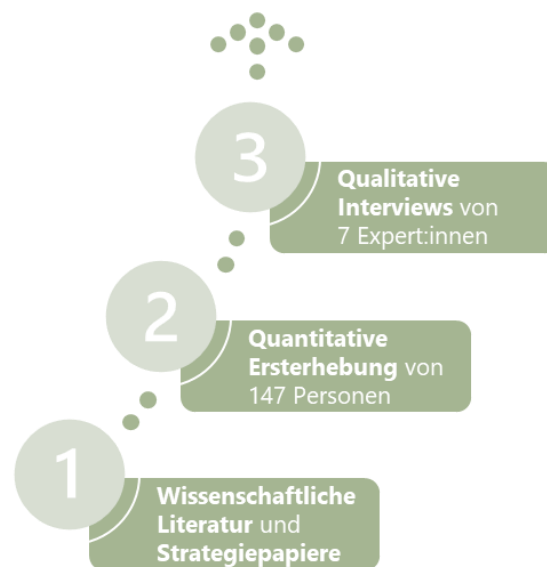 3
Qualitative
Interviews von
7 Expert:innen
2
Quantitative
Ersterhebung von
147 Personen
1
Wissenschaftliche
Literatur und
Strategiepapiere